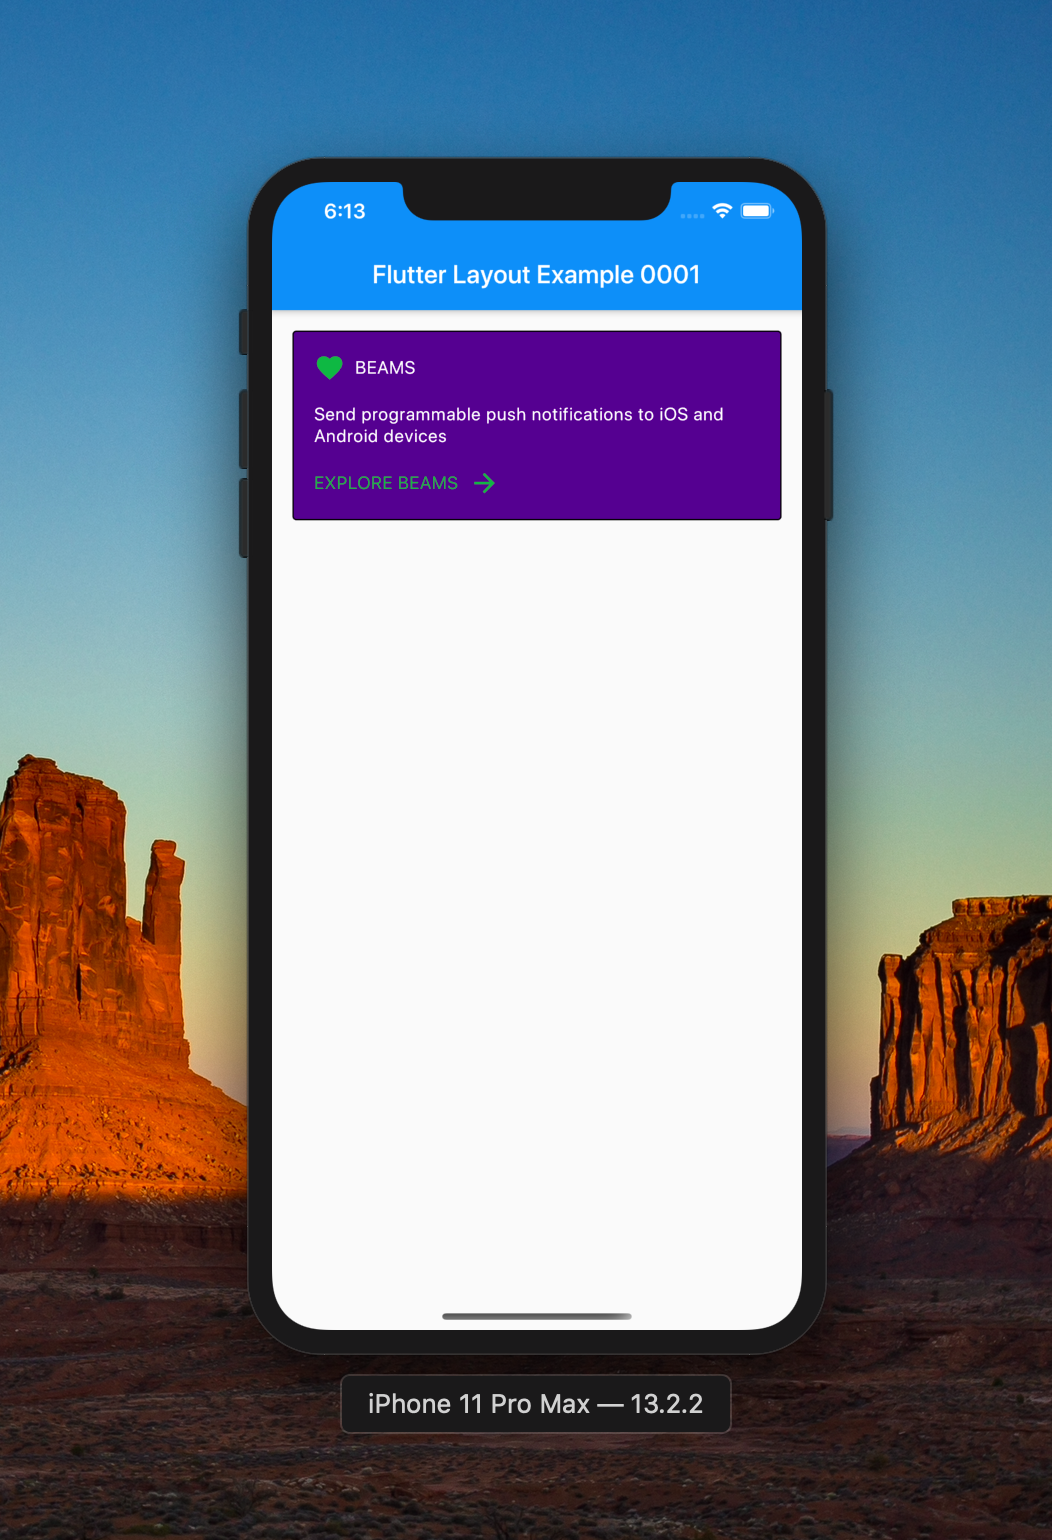 6:13
Flutter Layout Example 0001
BEAMS
Send programmable push notifications to iOS and
Android devices
EXPLORE BEAMS
iPhone 11 Pro Max — 13.2.2